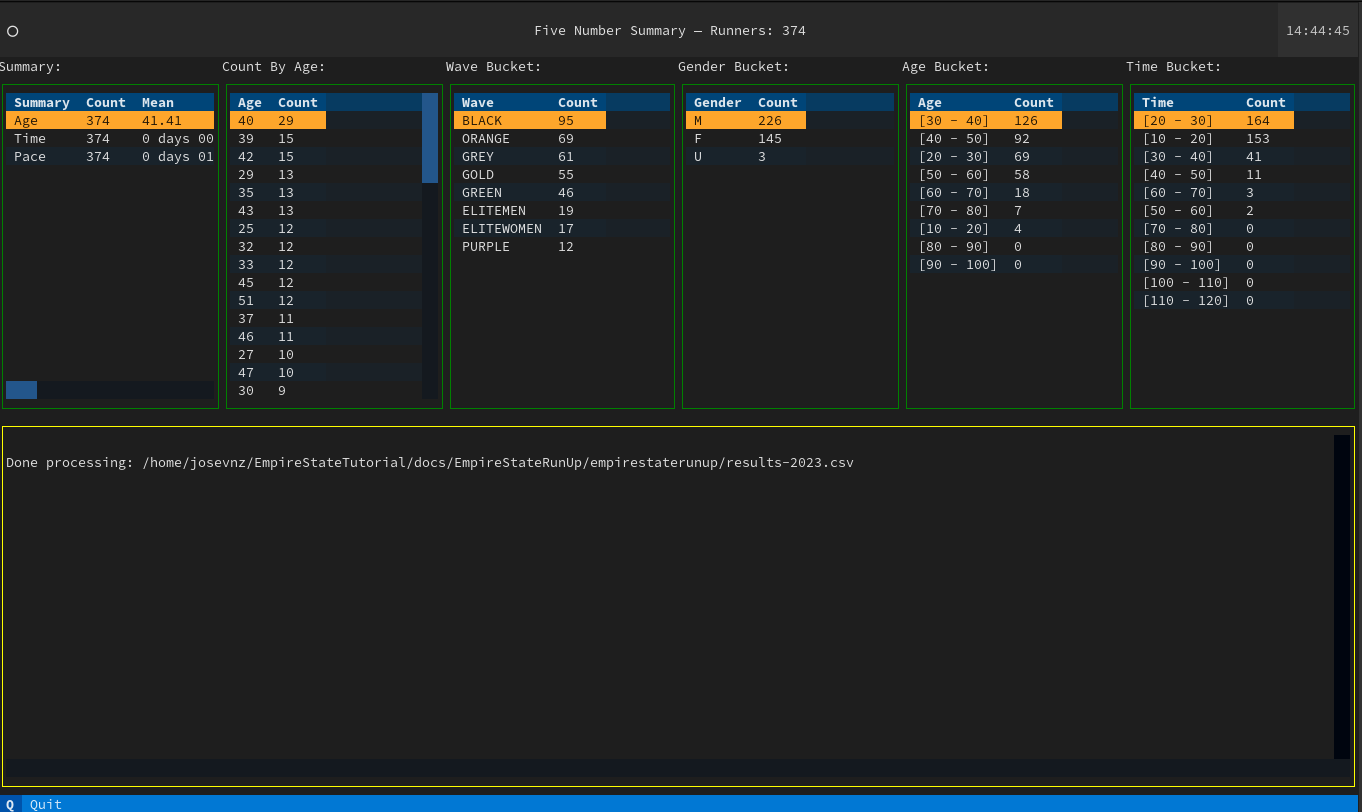 Five Number Summary — Runners: 374
14:44:45
Summary:
Summary Count Mean
Age 374 41.41
Time 374 0 days 00
Pace 374 0 days 01
Count By Age:
Age Count
40 29
39 15
42 15
29 13
35 13
43 13
25 12
32 12
33 12
45 12
51 12
37 11
46 11
27 10
47 10
30 9
Wave Bucket:
Wave Count
BLACK 95
ORANGE 69
GREY 61
GOLD 55
GREEN 46
ELITEMEN 19
ELITEWOMEN 17
PURPLE 12
Gender Bucket:
Gender Count
M 226
F 145
U 3
Age Bucket:
Age Count
[30 - 40] 126
[40 - 50] 92
[20 - 30] 69
[50 - 60] 58
[60 - 70] 18
[70 - 80] 7
[10 - 20] 4
[80 - 90] 0
[90 - 100] 0
Time Bucket:
Time Count
[20 - 30] 164
[10 - 20] 153
[30 - 40] 41
[40 - 50] 11
[60 - 70] 3
[50 - 60] 2
[70 - 80] 0
[80 - 90] 0
[90 - 100] 0
[100 - 110] 0
[110 - 120] 0
Done processing: /home/josevnz/EmpireStateTutorial/docs/EmpireStateRunUp/empirestaterunup/results-2023.csv
Q Quit